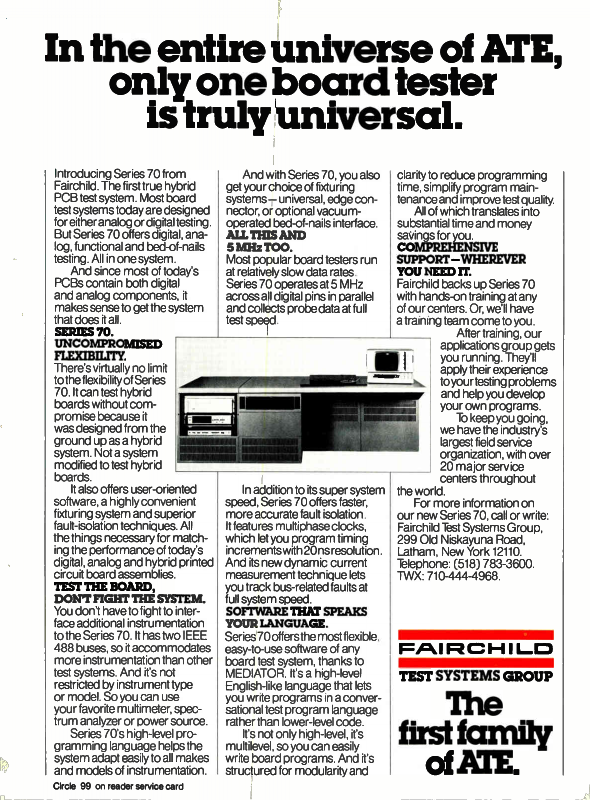 In the entire universe of ATE,
only one board tester
is truly universal.
Introducing Series 70 from
Fairchild. The first true hybrid
PCB test system. Most board
test systems today are designed
for either analog or digital testing.
But Series 70 offers digital, ana-
log, functional and bed-of-nails
testing. All in one system.
And since most of today's
PCBs contain both digital
and analog components, it
makes sense to get the system
that does it all.
SERIES 70.
UNCOMPROMISED
FLEXIBILITY.
There's virtually no limit
to the flexibility of Series
70. It can test hybrid
boards without com-
promise because it
was designed from the
ground up as a hybrid
system. Not a system
modified to test hybrid
boards.
It also offers user-oriented
software, a highly convenient
fixturing system and superior
fault-isolation techniques. All
the things necessary for match-
ing the performance of today's
digital, analog and hybrid printed
circuit board assemblies.
TEST THE BOARD,
DON'T FIGHT THE SYSTEM.
You don't have to fight to inter-
face additional instrumentation
to the Series 70. It has two IEEE
488 buses, so it accommodates
more instrumentation than other
test systems. And it's not
restricted by instrument type
or model. So you can use
your favorite multimeter, spec-
trum analyzer or power source.
Series 70's high-level pro-
gramming language helps the
system adapt easily to all makes
and models of instrumentation.
And with Series 70, you also
get your choice of fixturing
systems — universal, edge con-
nector, or optional vacuum-
operated bed-of-nails interface.
ALL THIS AND
5 MHz TOO.
Most popular board testers run
at relatively slow data rates.
Series 70 operates at 5 MHz
across all digital pins in parallel
and collects probe data at full
test speed.
In addition to its super system
speed, Series 70 offers faster,
more accurate fault isolation.
It features multiphase clocks,
which let you program timing
increments with 20ns resolution.
And its new dynamic current
measurement technique lets
you track bus-related faults at
full system speed.
SOFTWARE THAT SPEAKS
YOUR LANGUAGE.
Series 70 offers the most flexible,
easy-to-use software of any
board test system, thanks to
MEDIATOR. It's a high-level
English-like language that lets
you write programs in a conver-
sational test program language
rather than lower-level code.
It's not only high-level, it's
multilevel, so you can easily
write board programs. And it's
structured for modularity and
clarity to reduce programming
time, simplify program main-
tenance and improve test quality.
All of which translates into
substantial time and money
savings for you.
COMPREHENSIVE
SUPPORT—WHEREVER
YOU NEED IT.
Fairchild backs up Series 70
with hands-on training at any
of our centers. Or, we'll have
a training team come to you.
After training, our
applications group gets
you running. They'll
apply their experience
to your testing problems
and help you develop
your own programs.
To keep you going,
we have the industry's
largest field service
organization, with over
20 major service
centers throughout
the world.
For more information on
our new Series 70, call or write:
Fairchild Test Systems Group,
299 Old Niskayuna Road,
Latham, New York 12110.
Telephone: (518) 783-3600.
TWX: 710-444-4968.
FAIRCHILD
TEST SYSTEMS GROUP
The
first family
of ATE.
Circle 99 on reader service card